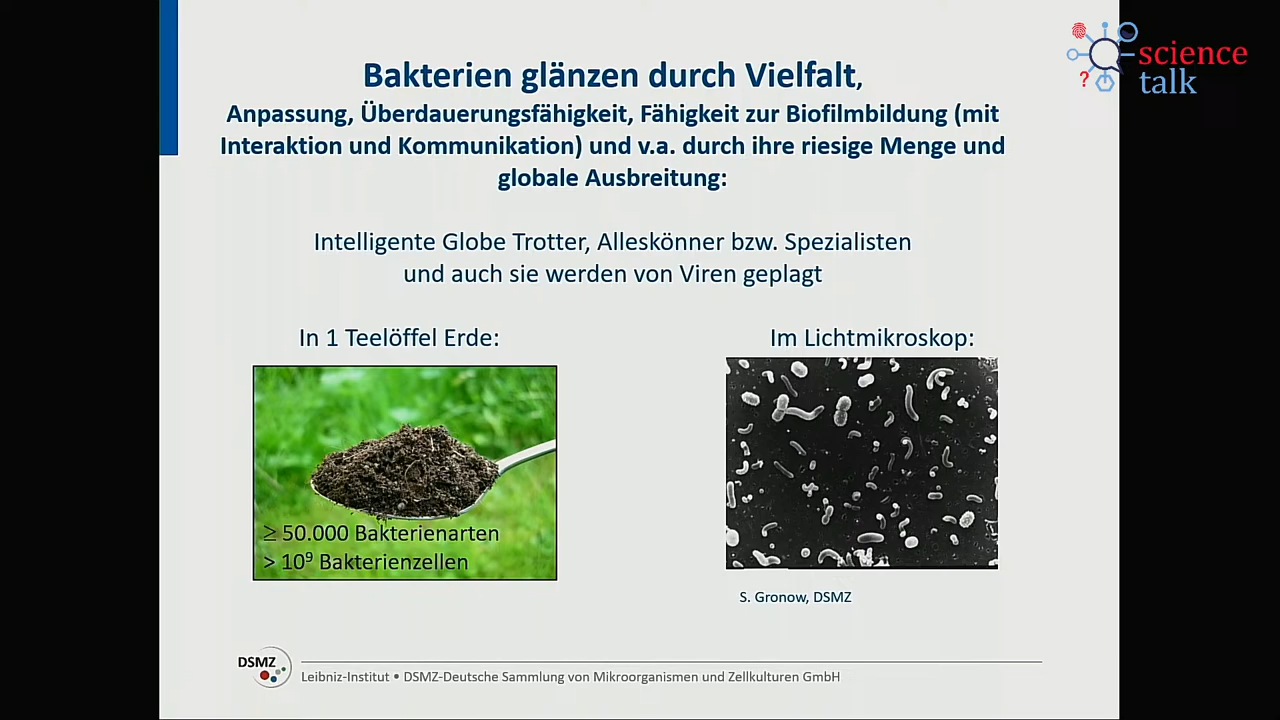 science
talk
?
Bakterien glänzen durch Vielfalt,
Anpassung, Überdauerungsfähigkeit, Fähigkeit zur Biofilmbildung (mit
Interaktion und Kommunikation) und v.a. durch ihre riesige Menge und
globale Ausbreitung:
Intelligente Globe Trotter, Alleskönner bzw. Spezialisten
und auch sie werden von Viren geplagt
In 1 Teelöffel Erde:
Im Lichtmikroskop:
≥ 50.000 Bakterienarten
> 10⁹ Bakterienzellen
S. Gronow, DSMZ
DSMZ
Leibniz-Institut • DSMZ-Deutsche Sammlung von Mikroorganismen und Zellkulturen GmbH